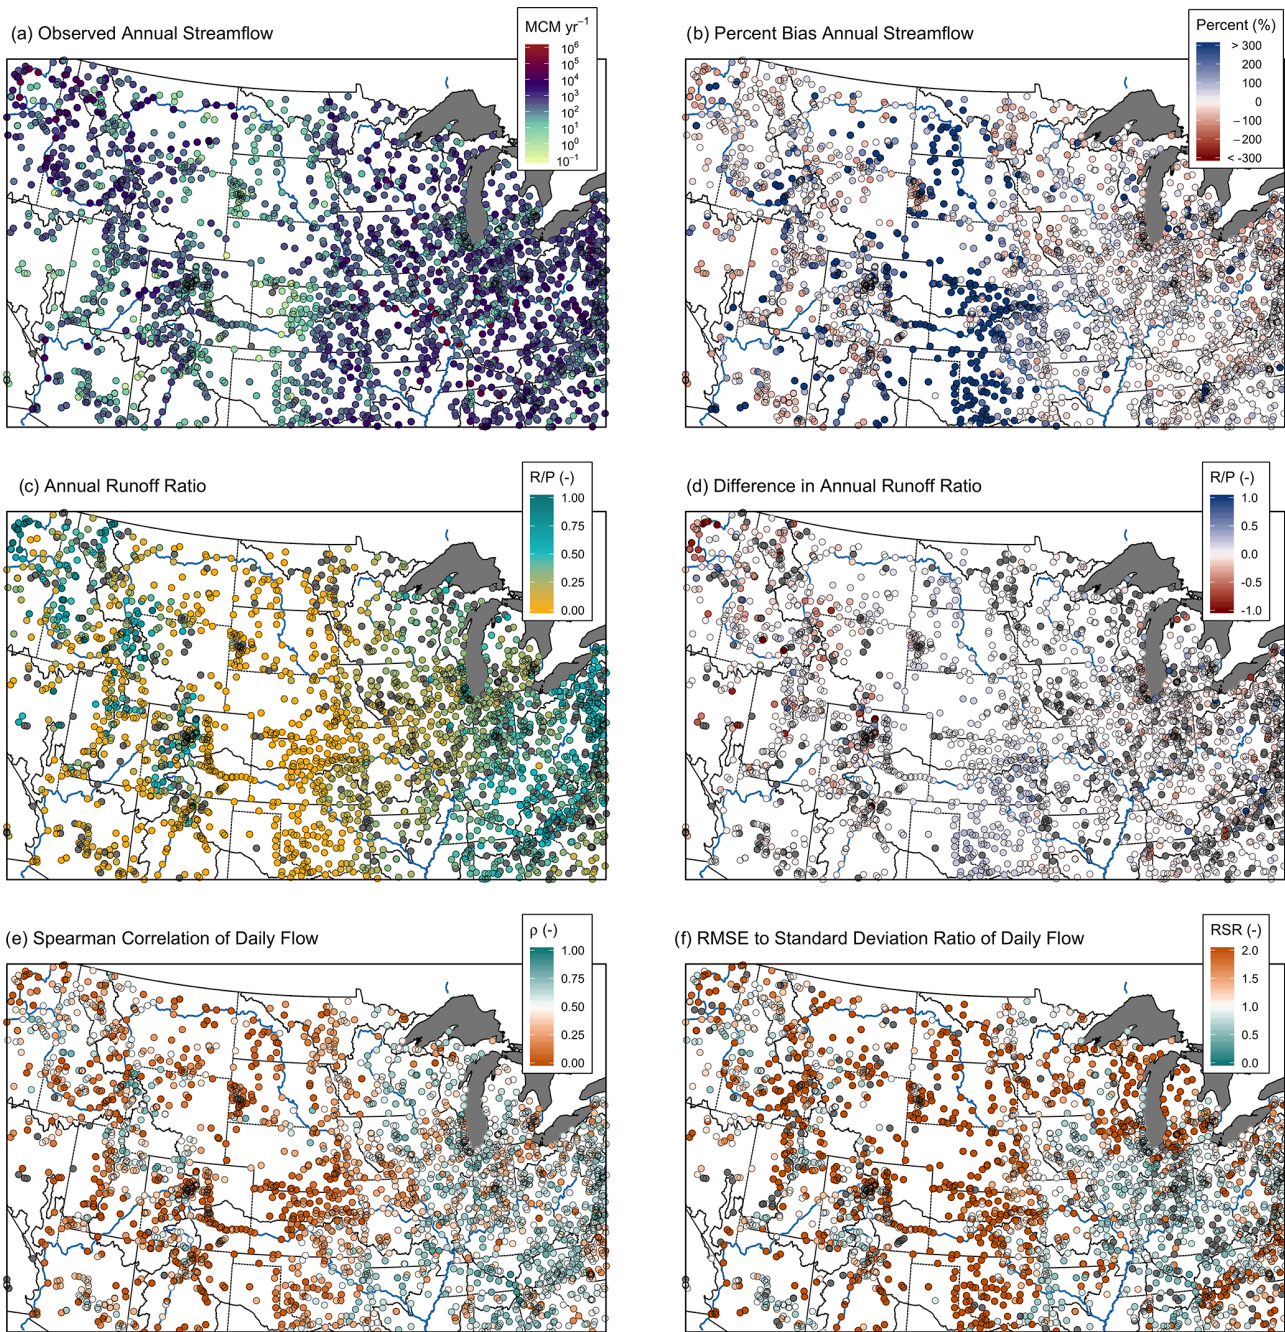 (a) Observed Annual Streamflow
MCM yr⁻¹
10⁶
10⁵
10⁴
10³
10²
10¹
10⁰
10⁻¹
(b) Percent Bias Annual Streamflow
Percent (%)
> 300
200
100
0
−100
−200
< -300
(c) Annual Runoff Ratio
R/P (-)
1.00
0.75
0.50
0.25
0.00
(d) Difference in Annual Runoff Ratio
R/P (-)
1.0
0.5
0.0
-0.5
-1.0
(e) Spearman Correlation of Daily Flow
ρ (-)
1.00
0.75
0.50
0.25
0.00
(f) RMSE to Standard Deviation Ratio of Daily Flow
RSR (-)
2.0
1.5
1.0
0.5
0.0